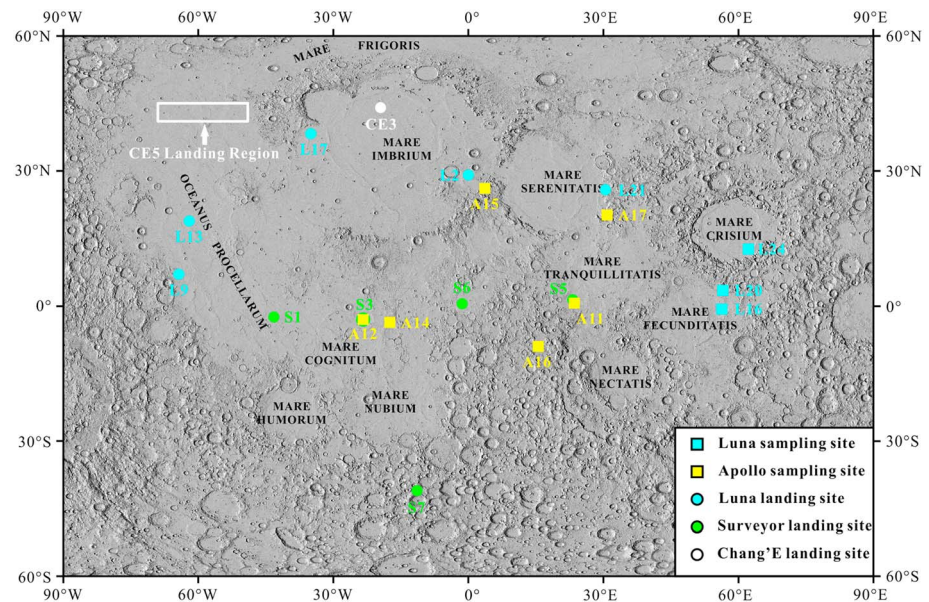 90°W 60°W 30°W 0° 30°E 60°E 90°E
60°N 60°N
MARE FRIGORIS
CE3
CE5 Landing Region
L17
MARE
IMBRIUM
30°N 30°N
L2
A15
MARE
SERENITATIS
L21
A17
OCEANUS PROCELLARUM
L13
MARE
CRISIUM
L24
MARE
TRANQUILLITATIS
L9
S6
S5
L20
0° 0°
S1
S3
A12
A14
A11
L16
MARE
FECUNDITATIS
MARE
COGNITUM
A16
MARE
NECTATIS
MARE
HUMORUM
MARE
NUBIUM
30°S 30°S
S7
Luna sampling site
Apollo sampling site
Luna landing site
Surveyor landing site
Chang'E landing site
60°S 60°S
90°W 60°W 30°W 0° 30°E 60°E 90°E